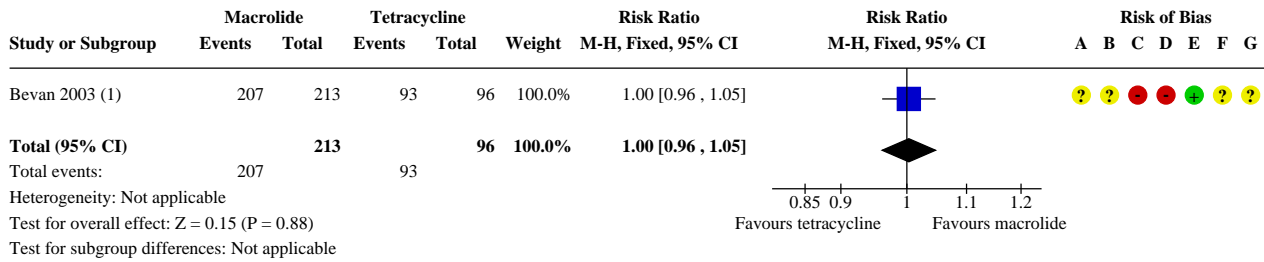 Macrolide Tetracycline Risk Ratio Risk Ratio Risk of Bias
Study or Subgroup Events Total Events Total Weight M-H, Fixed, 95% CI M-H, Fixed, 95% CI A B C D E F G
Bevan 2003 (1) 207 213 93 96 100.0% 1.00 [0.96 , 1.05] ? ? - - + ? ?
Total (95% CI) 213 96 100.0% 1.00 [0.96 , 1.05]
Total events: 207 93
Heterogeneity: Not applicable 0.85 0.9 1 1.1 1.2
Test for overall effect: Z = 0.15 (P = 0.88) Favours tetracycline Favours macrolide
Test for subgroup differences: Not applicable